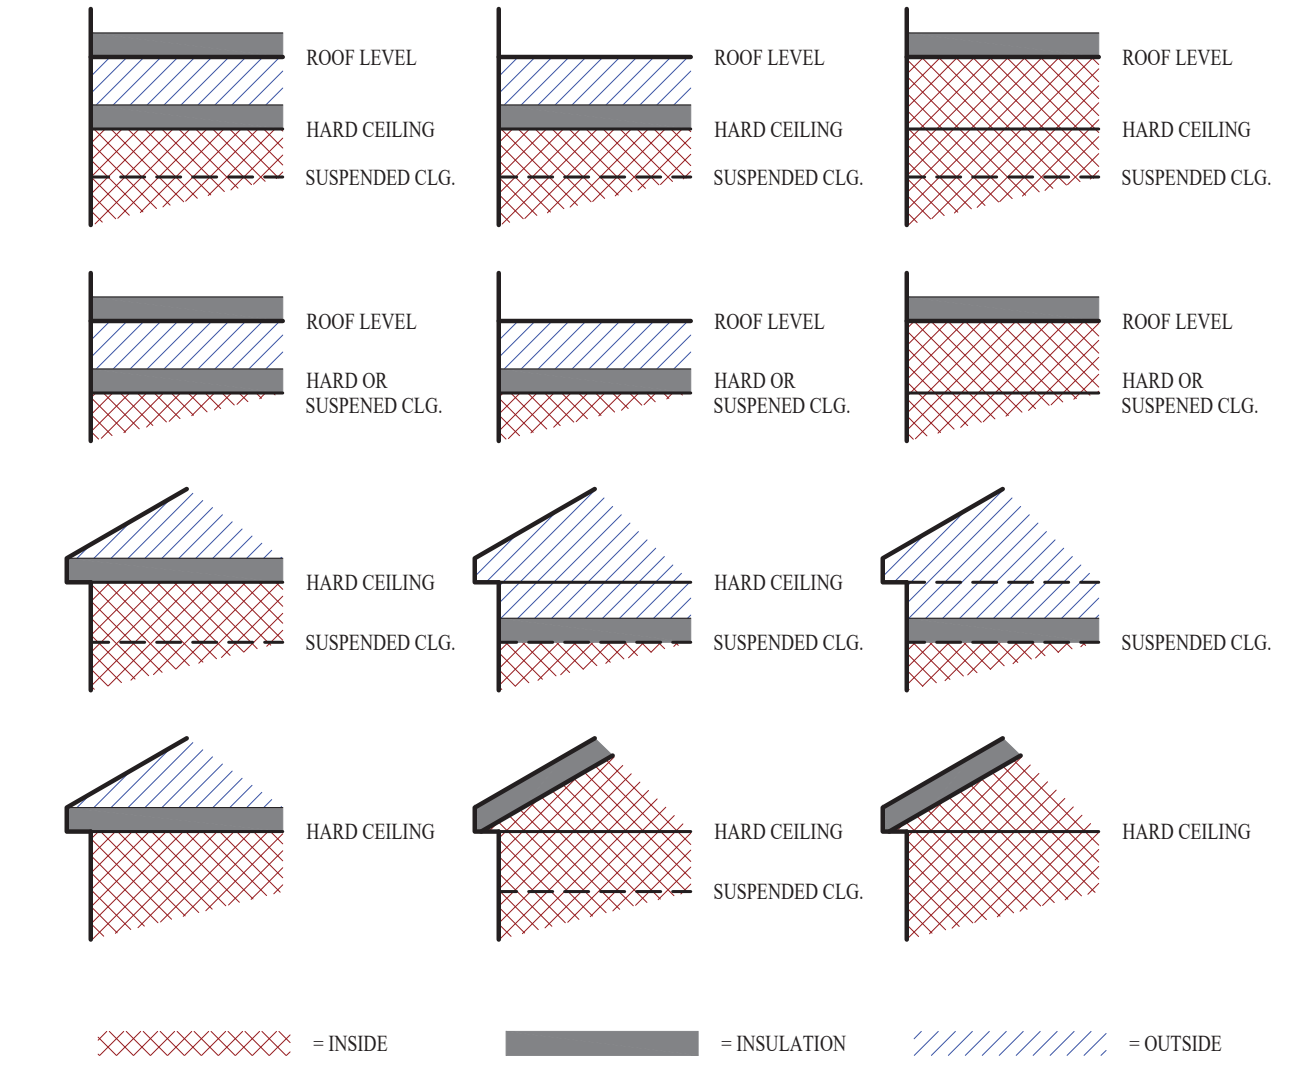 ROOF LEVEL
ROOF LEVEL
ROOF LEVEL
HARD CEILING
HARD CEILING
HARD CEILING
SUSPENDED CLG.
SUSPENDED CLG.
SUSPENDED CLG.
ROOF LEVEL
ROOF LEVEL
ROOF LEVEL
HARD OR
SUSPENED CLG.
HARD OR
SUSPENED CLG.
HARD OR
SUSPENED CLG.
HARD CEILING
HARD CEILING
SUSPENDED CLG.
SUSPENDED CLG.
SUSPENDED CLG.
HARD CEILING
HARD CEILING
HARD CEILING
SUSPENDED CLG.
= INSIDE
= INSULATION
= OUTSIDE